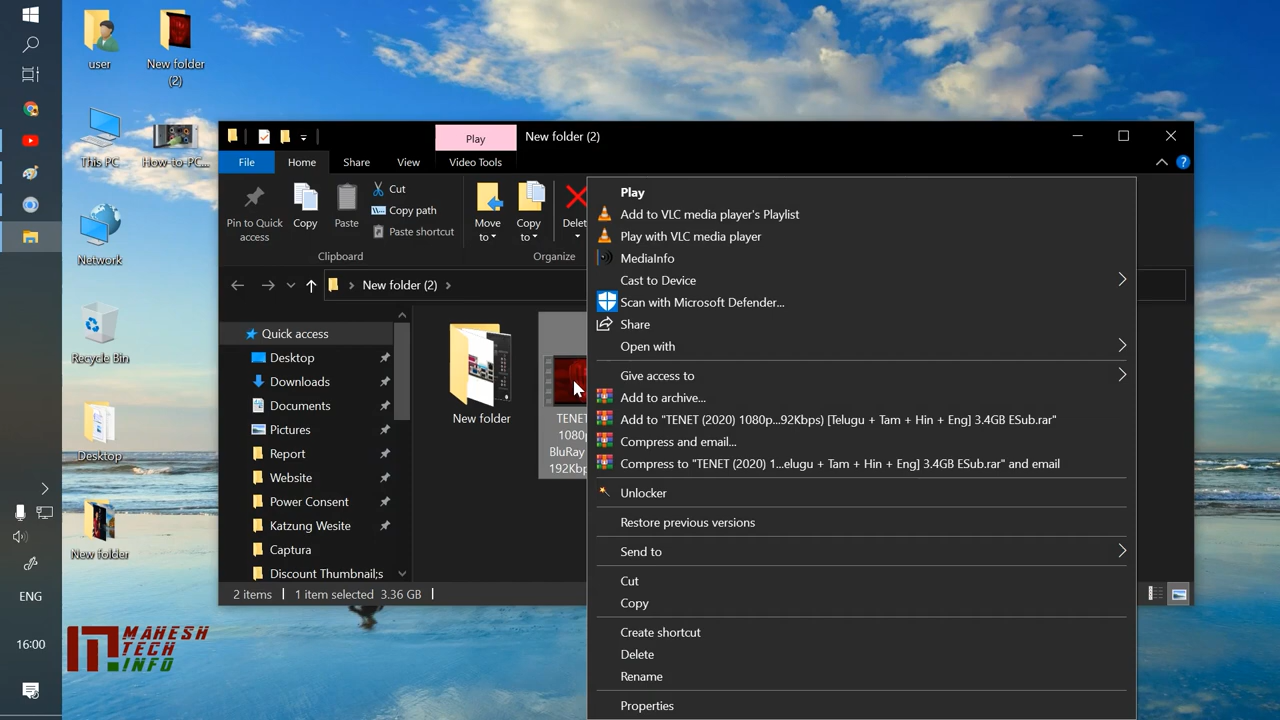 user
New folder
(2)
This PC
How-to-PC...
Network
Recycle Bin
Desktop
New folder
ENG
16:00
MAHESH
TECH
.INFO
Play
New folder (2)
File
Home
Share
View
Video Tools
Pin to Quick
access
Copy
Paste
Cut
Copy path
Paste shortcut
Clipboard
Move
to
Copy
to
Delet
Organize
New folder (2)
Quick access
Desktop
Downloads
Documents
Pictures
Report
Website
Power Consent
Katzung Wesite
Captura
Discount Thumbnail;s
New folder
TENET
1080p
BluRay
192Kbp
2 items
1 item selected 3.36 GB
Play
Add to VLC media player's Playlist
Play with VLC media player
MediaInfo
Cast to Device
Scan with Microsoft Defender...
Share
Open with
Give access to
Add to archive...
Add to "TENET (2020) 1080p...92Kbps) [Telugu + Tam + Hin + Eng] 3.4GB ESub.rar"
Compress and email...
Compress to "TENET (2020) 1...elugu + Tam + Hin + Eng] 3.4GB ESub.rar" and email
Unlocker
Restore previous versions
Send to
Cut
Copy
Create shortcut
Delete
Rename
Properties